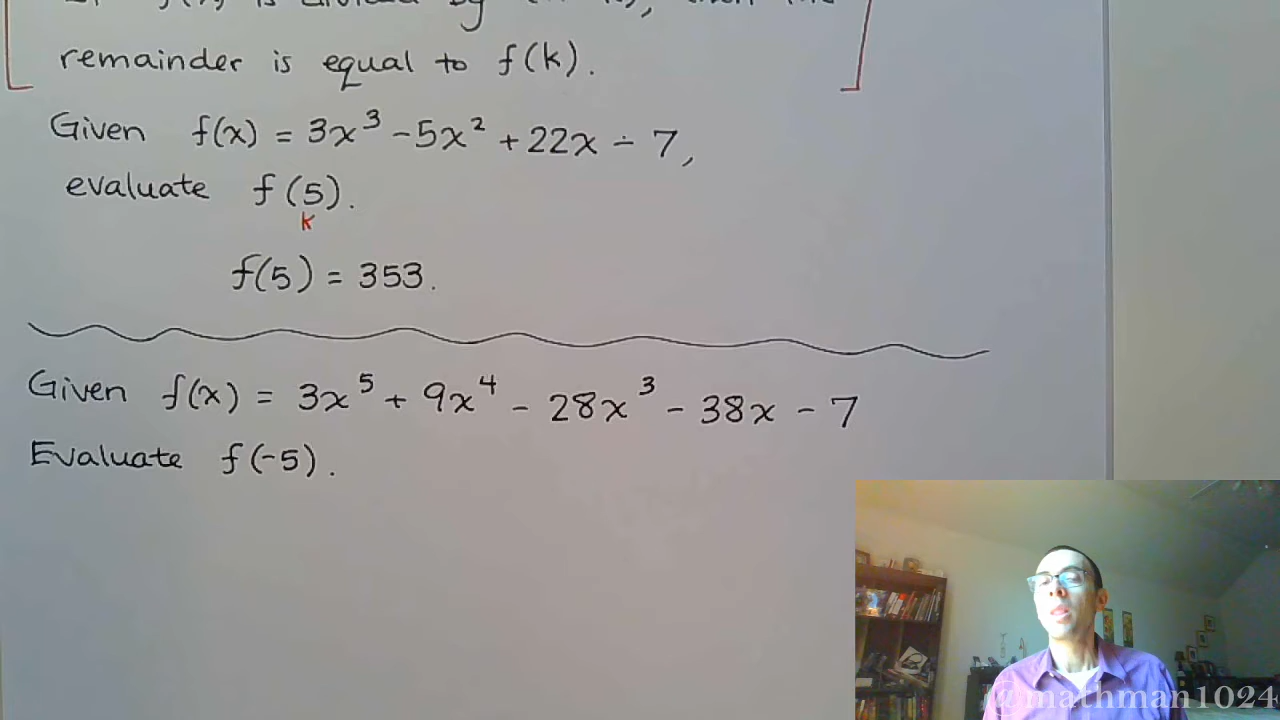 remainder is equal to f(k).
Given f(x) = 3x³ - 5x² + 22x - 7,
evaluate f(5).
k
f(5) = 353.
Given f(x) = 3x⁵ + 9x⁴ - 28x³ - 38x - 7
Evaluate f(-5).
@mathman1024